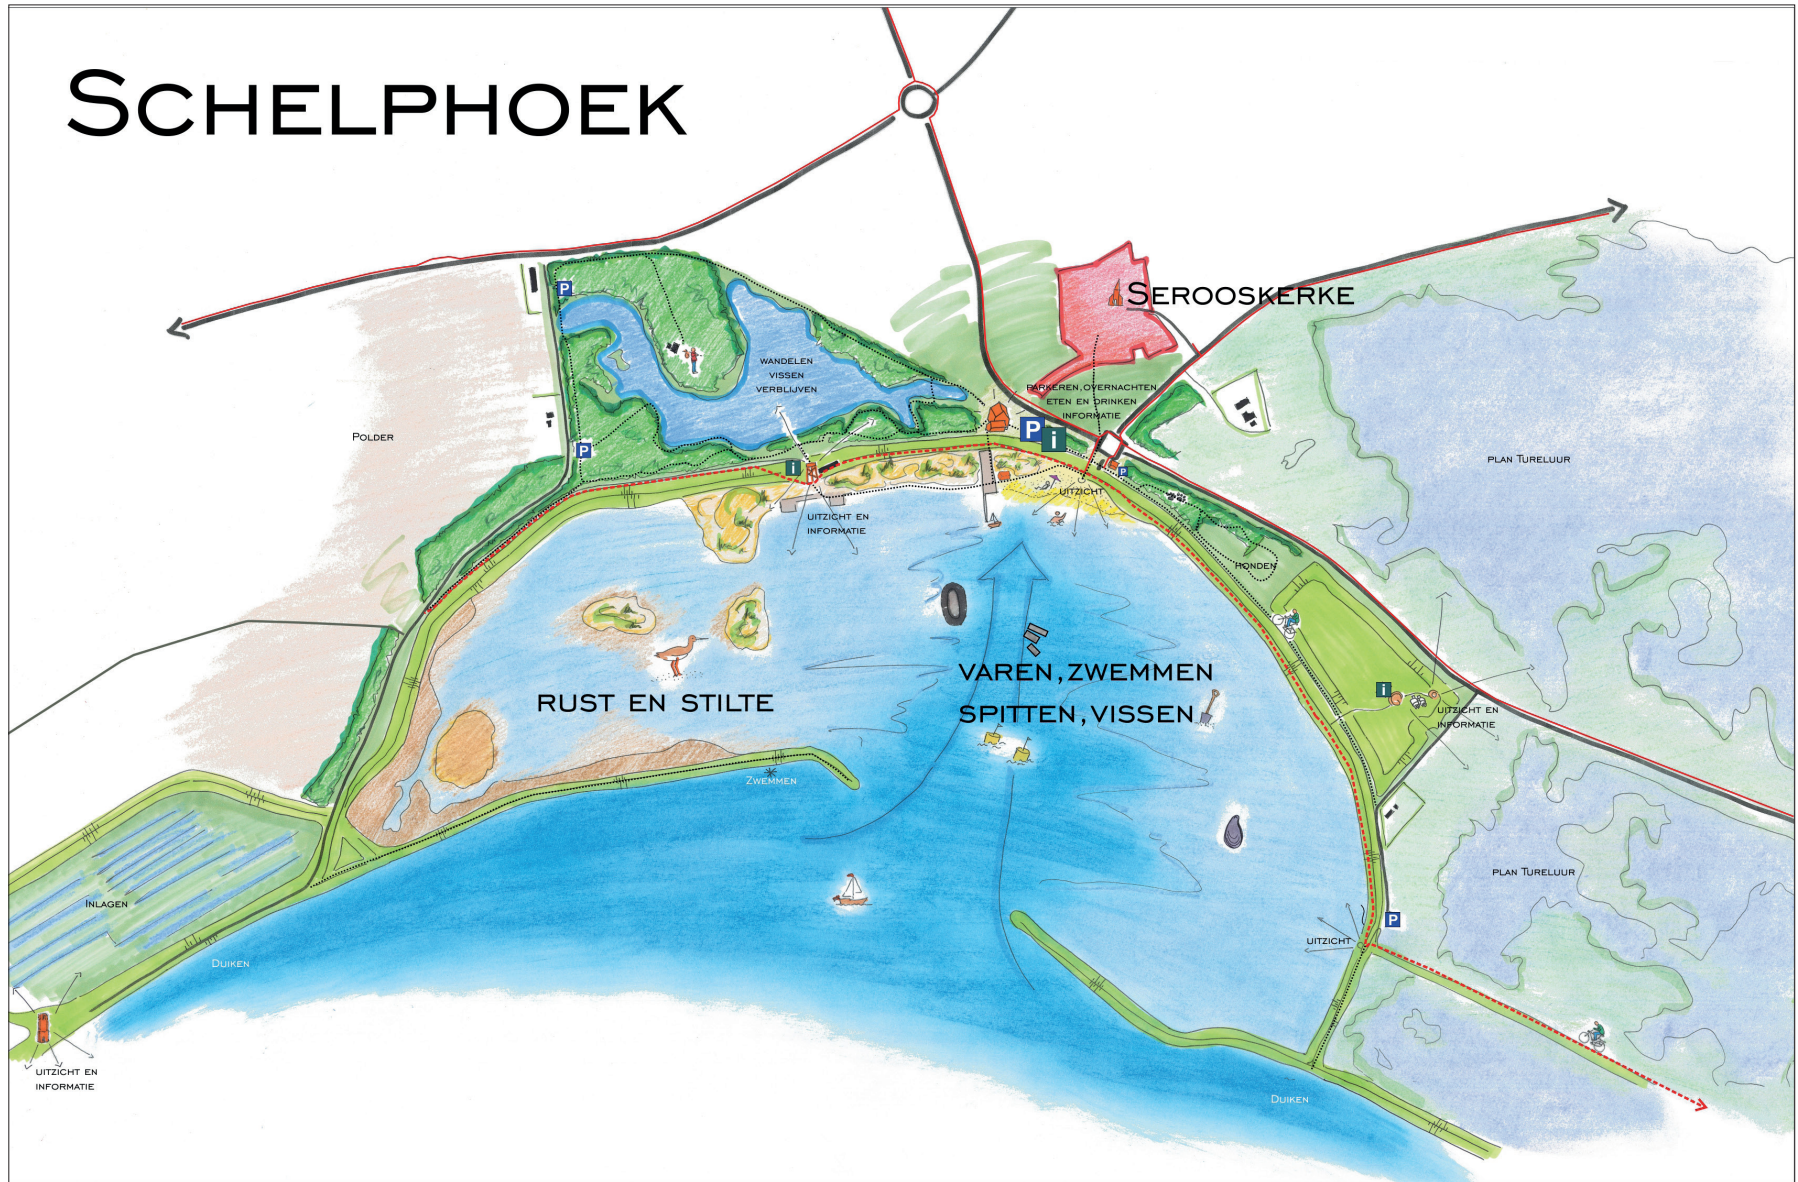 SCHELPHOEK
SEROOSKERKE
P
WANDELEN
VISSEN
VERBLIJVEN
PARKEREN, OVERNACHTEN
ETEN EN DRINKEN
INFORMATIE
P
i
POLDER
P
i
P
PLAN TURELUUR
UITZICHT
UITZICHT EN
INFORMATIE
HONDEN
RUST EN STILTE
VAREN, ZWEMMEN
SPITTEN, VISSEN
i
UITZICHT EN
INFORMATIE
ZWEMMEN
PLAN TURELUUR
INLAGEN
P
UITZICHT
DUIKEN
UITZICHT EN
INFORMATIE
DUIKEN